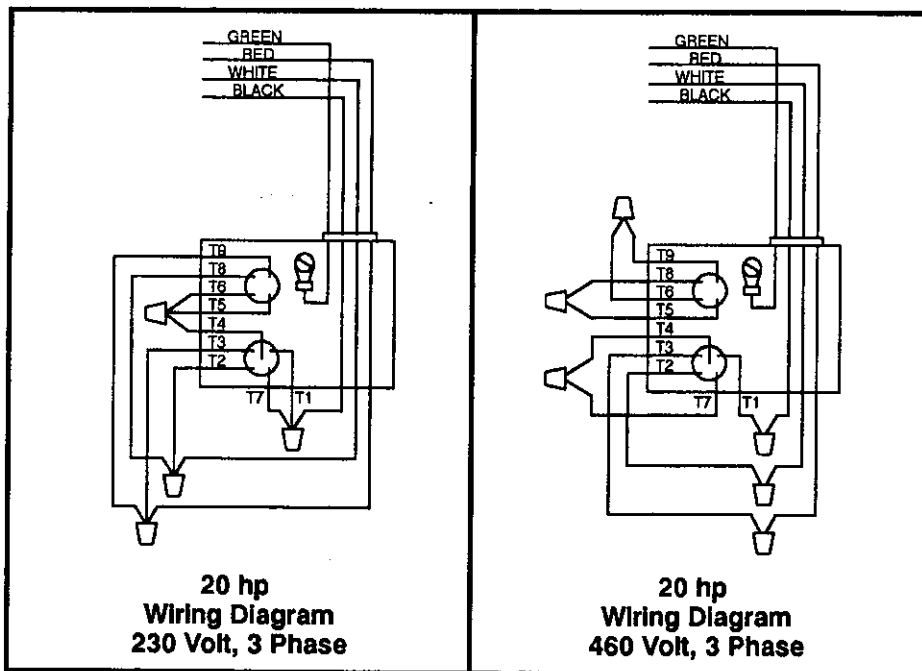 GREEN
RED
WHITE
BLACK
T9
T8
T6
T5
T4
T3
T2
T7 T1
20 hp
Wiring Diagram
230 Volt, 3 Phase
GREEN
RED
WHITE
BLACK
T9
T8
T6
T5
T4
T3
T2
T7 T1
20 hp
Wiring Diagram
460 Volt, 3 Phase